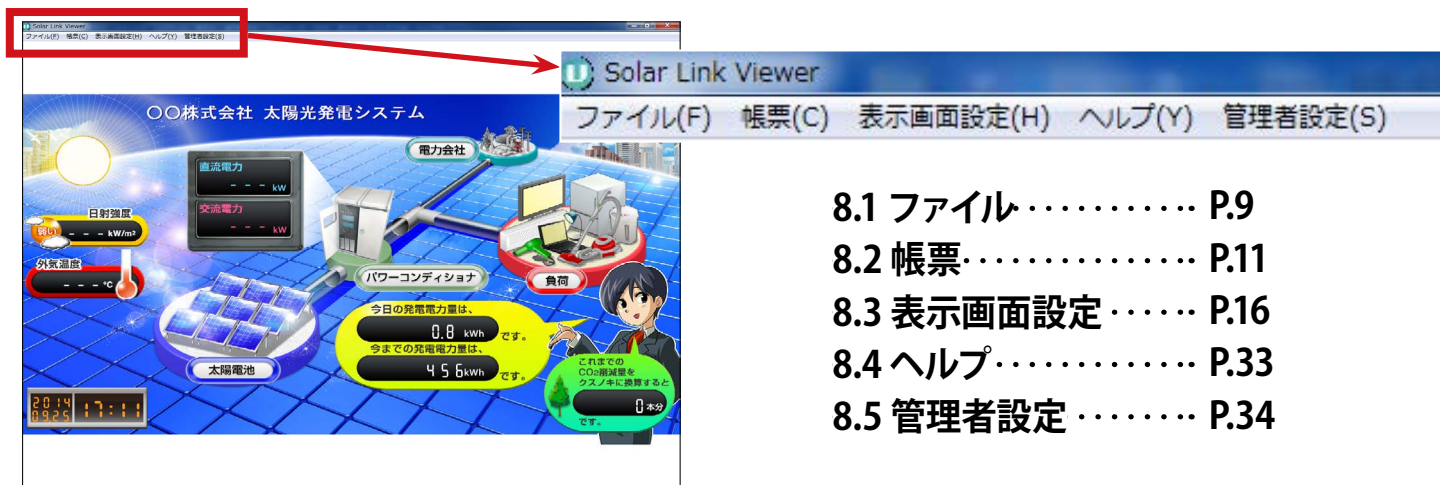 Solar Link Viewer
ファイル(F) 帳票(C) 表示画面設定(H) ヘルプ(Y) 管理者設定(S)
Solar Link Viewer
ファイル(F) 帳票(C) 表示画面設定(H) ヘルプ(Y) 管理者設定(S)
〇〇株式会社 太陽光発電システム
電力会社
直流電力
- - - kW
交流電力
- - - kW
日射強度
弱い - - - kW/m²
外気温度
- - - ℃
パワーコンディショナ
負荷
太陽電池
今日の発電電力量は、
0.8 kWh です。
今までの発電電力量は、
456kWh です。
これまでの
CO₂削減量を
クスノキに換算すると
0 本分
です。
2014
09.25 17:11
8.1 ファイル············ P.9
8.2 帳票··············· P.11
8.3 表示画面設定······ P.16
8.4 ヘルプ············· P.33
8.5 管理者設定········ P.34